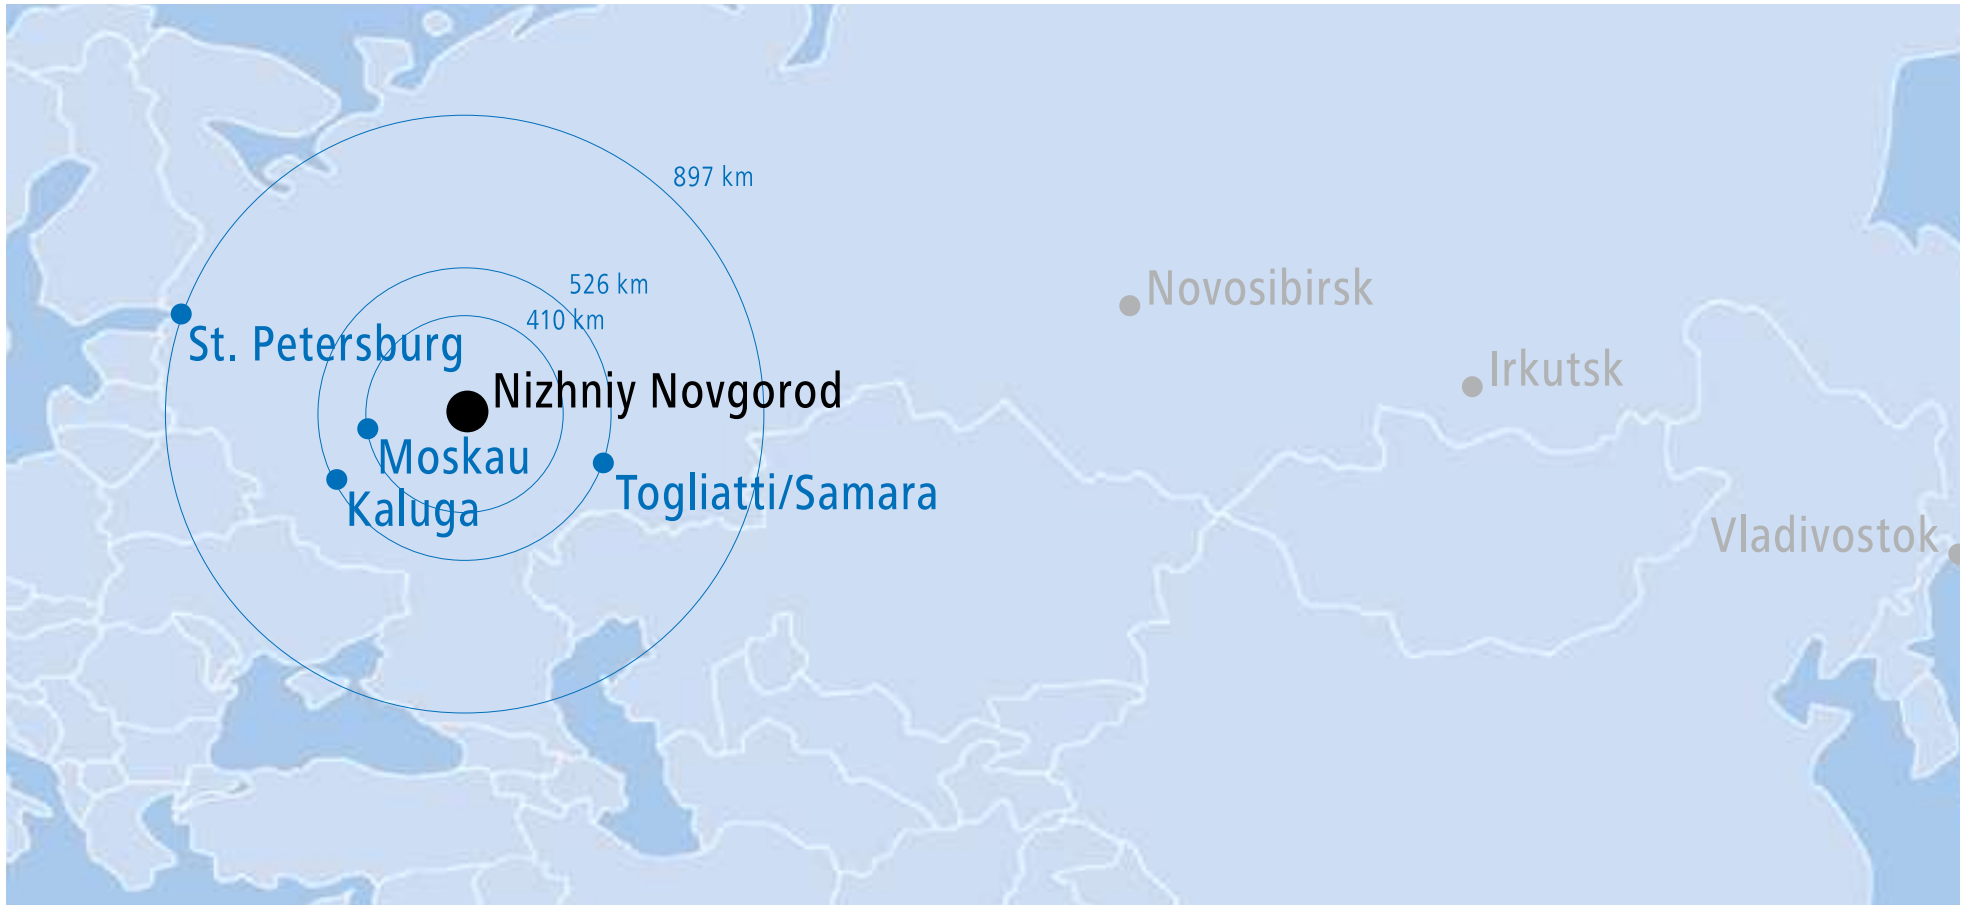 897 km
Novosibirsk
526 km
410 km
St. Petersburg
Irkutsk
Nizhniy Novgorod
Moskau
Togliatti/Samara
Kaluga
Vladivostok